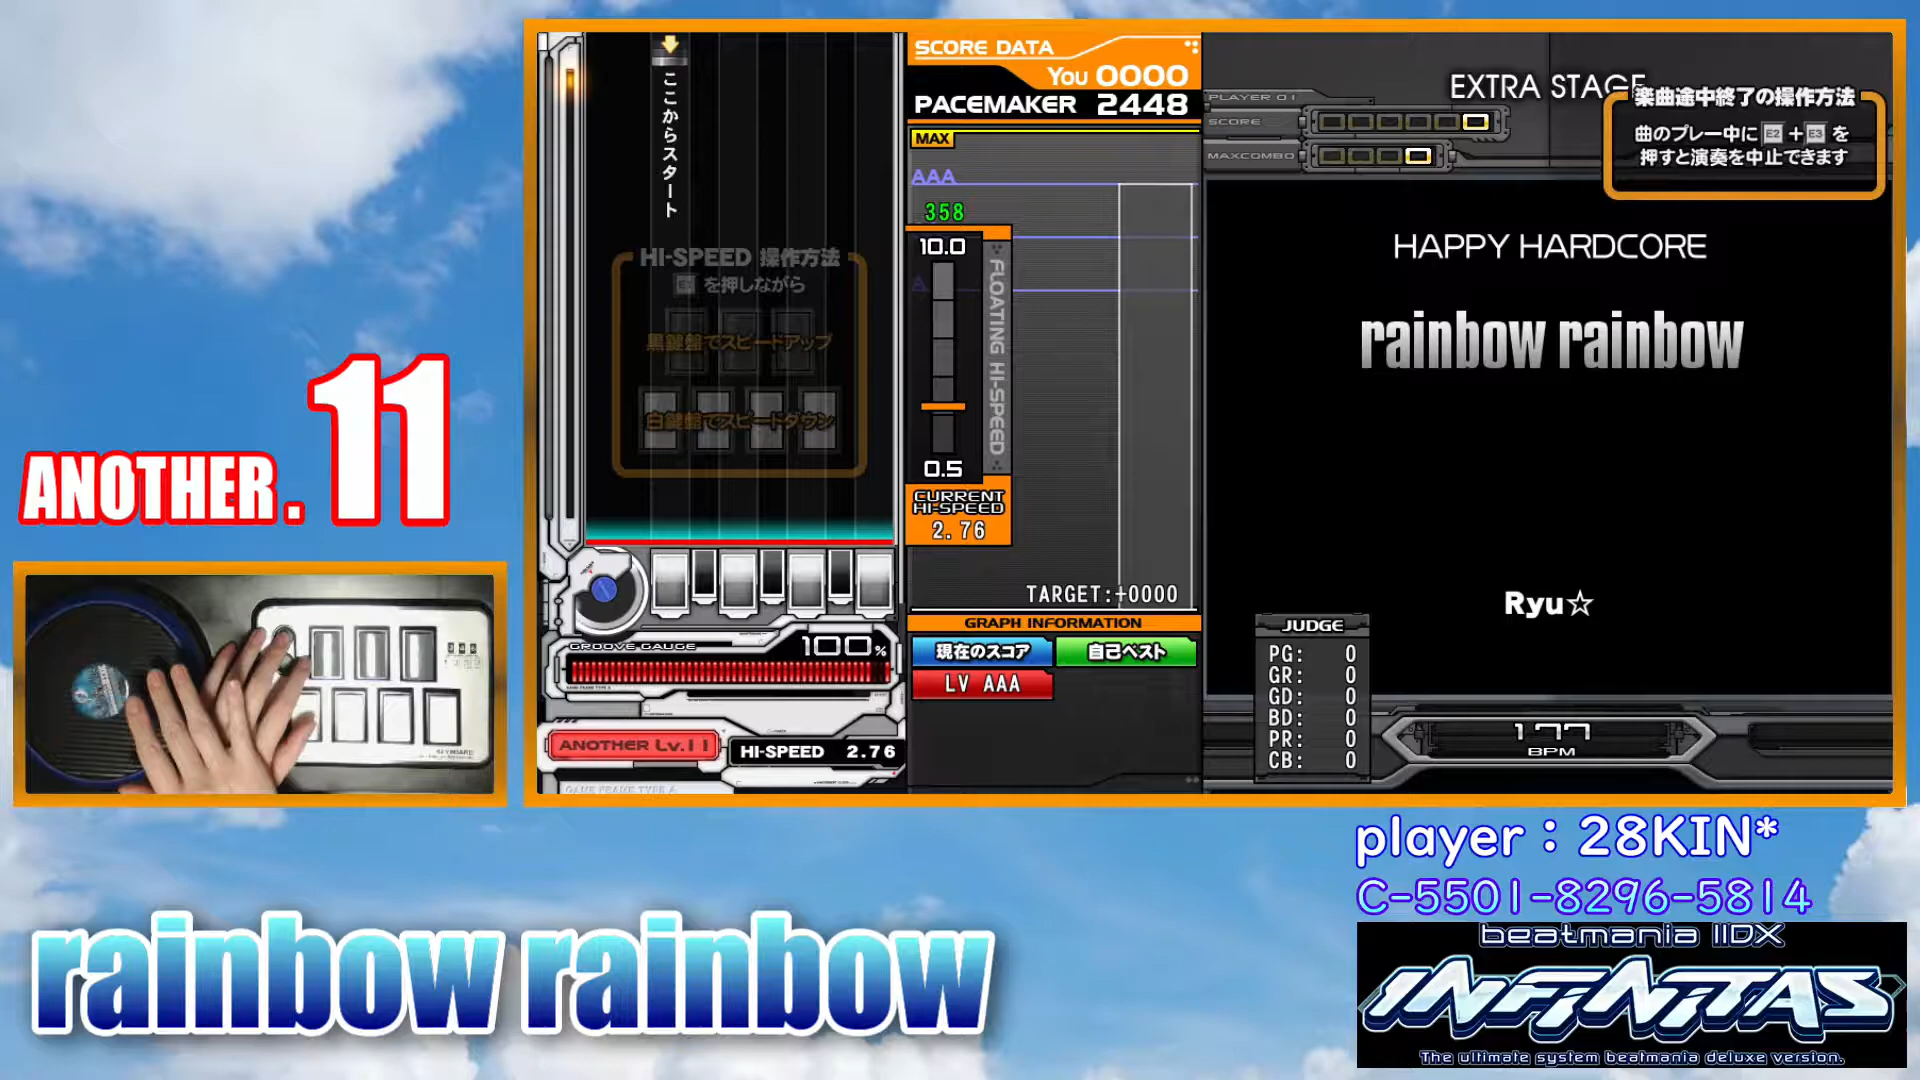 ここからスタート
HI-SPEED 操作方法
E3 を押しながら
黒鍵盤でスピードアップ
白鍵盤でスピードダウン
SCORE DATA
You 0000
PACEMAKER 2448
MAX
AAA
358
10.0
A
FLOATING HI-SPEED
0.5
CURRENT
HI-SPEED
2.76
TARGET:+0000
GRAPH INFORMATION
現在のスコア
自己ベスト
LV AAA
EXTRA STAGE
PLAYER 01
SCORE
MAXCOMBO
楽曲途中終了の操作方法
曲のプレー中に E2 + E3 を
押すと演奏を中止できます
HAPPY HARDCORE
rainbow rainbow
Ryu☆
JUDGE
PG: 0
GR: 0
GD: 0
BD: 0
PR: 0
CB: 0
177
BPM
GROOVE GAUGE
100%
ANOTHER Lv.11
HI-SPEED 2.76
GAME FRAME TYPE A
ANOTHER.11
rainbow rainbow
player：28KIN*
C-5501-8296-5814
beatmania IIDX
INFINITAS
The ultimate system beatmania deluxe version.